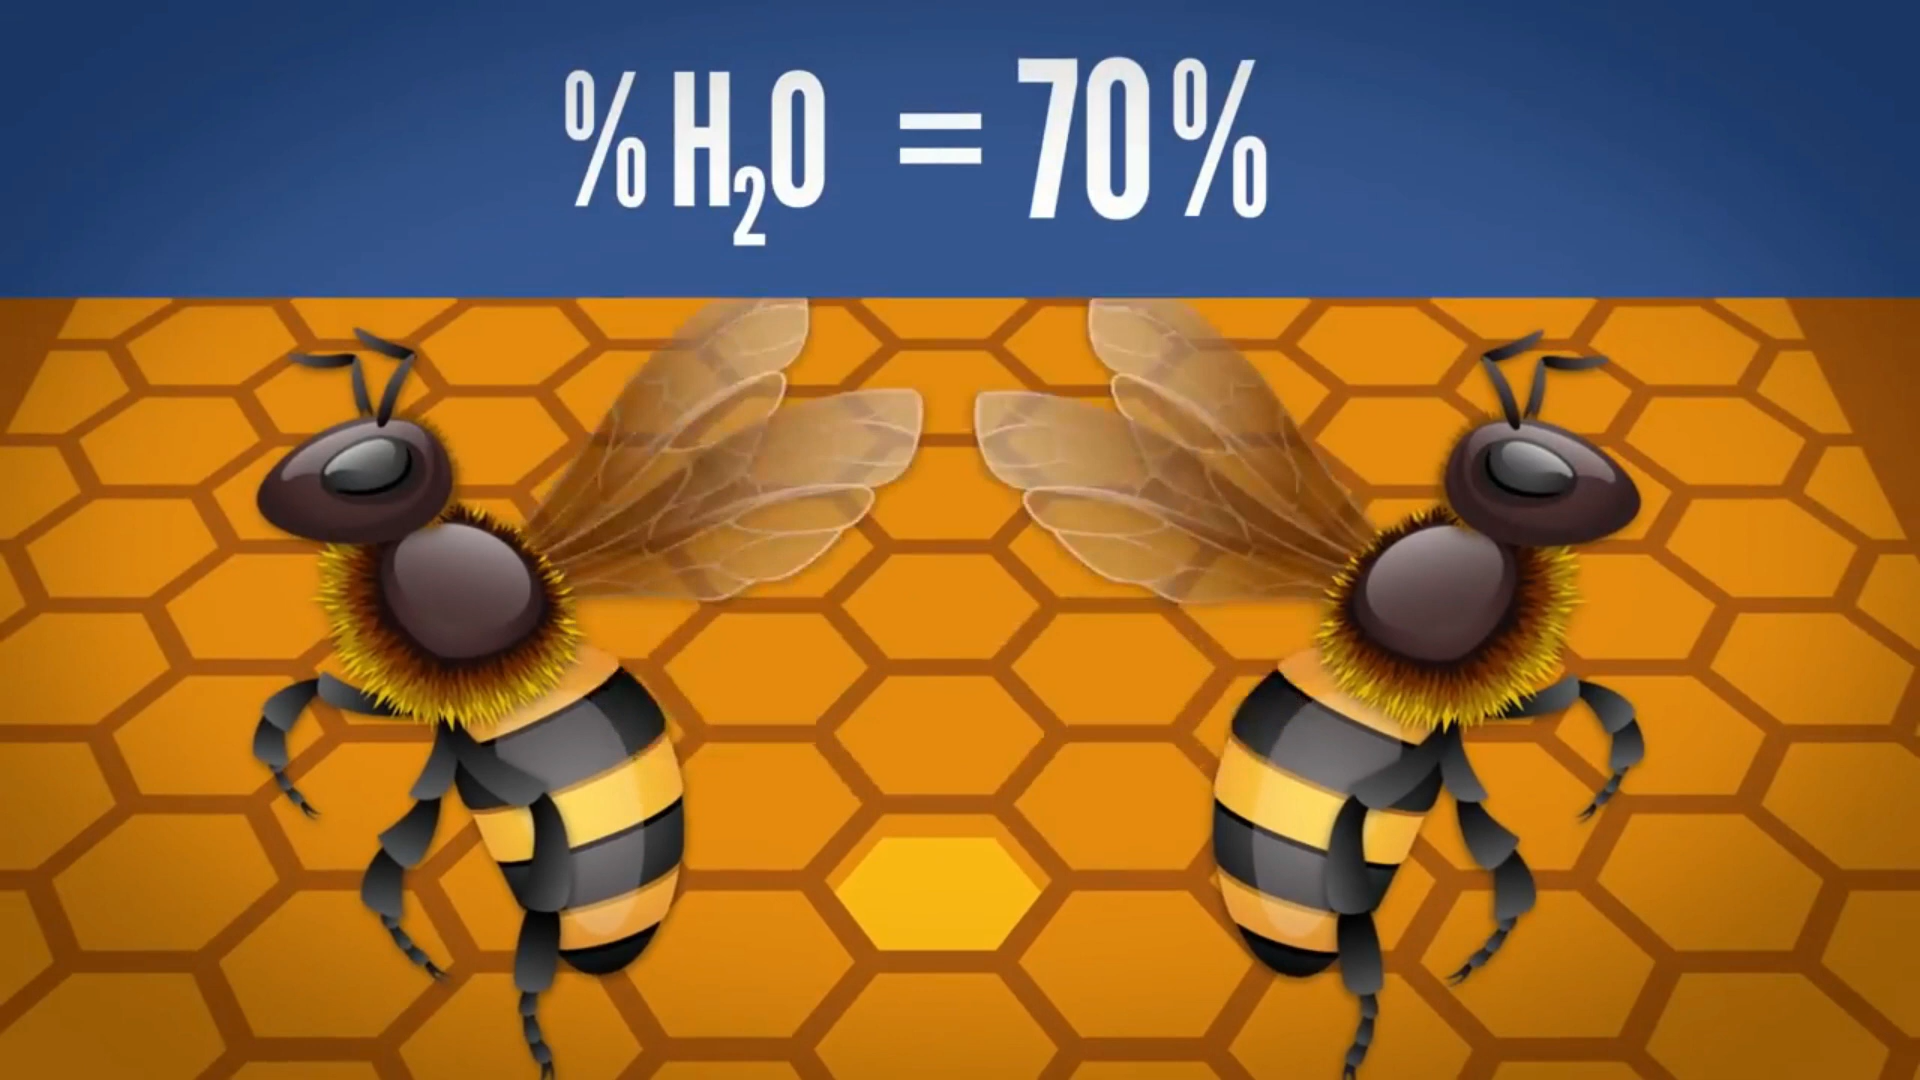 % H₂O = 70%